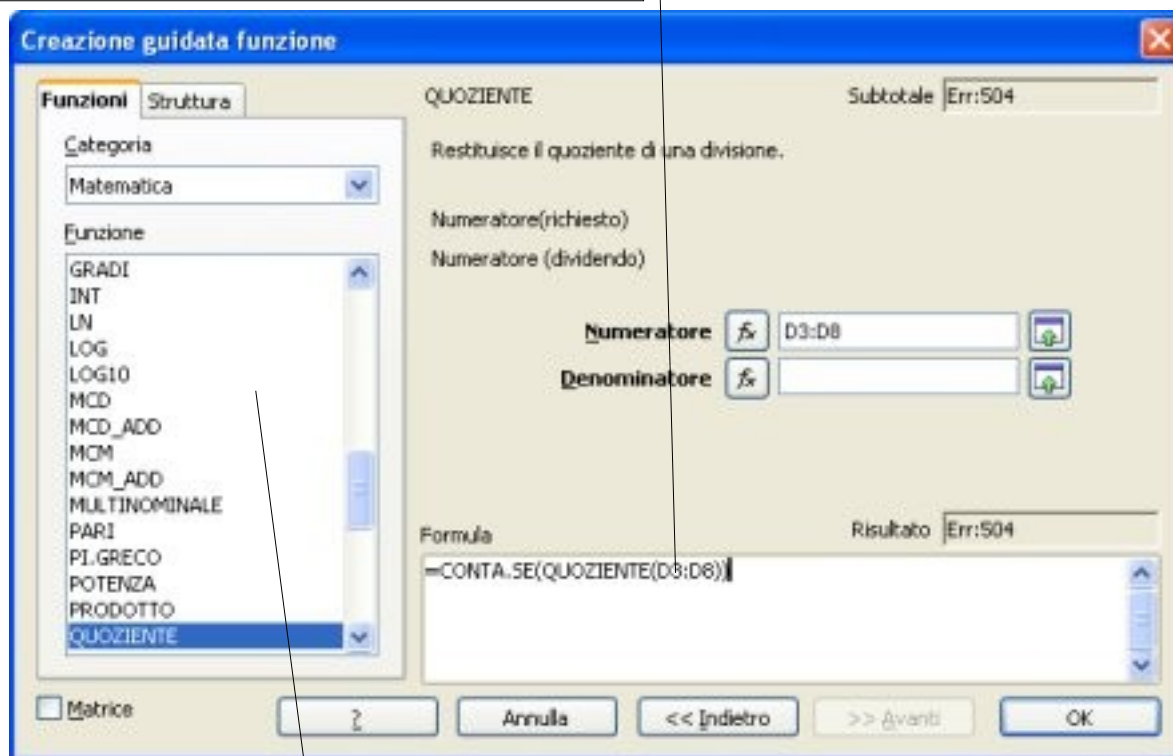 Creazione guidata funzione
Funzioni Struttura
Categoria
Matematica
Funzione
GRADI
INT
LN
LOG
LOG10
MCD
MCD_ADD
MCM
MCM_ADD
MULTINOMINALE
PARI
PI.GRECO
POTENZA
PRODOTTO
QUOZIENTE
QUOZIENTE Subtotale Err:504
Restituisce il quoziente di una divisione.
Numeratore(richiesto)
Numeratore (dividendo)
Numeratore fx D3:D8
Denominatore fx
Formula Risultato Err:504
=CONTA.SE(QUOZIENTE(D3:D8))
Matrice ? Annulla << Indietro >> Avanti OK